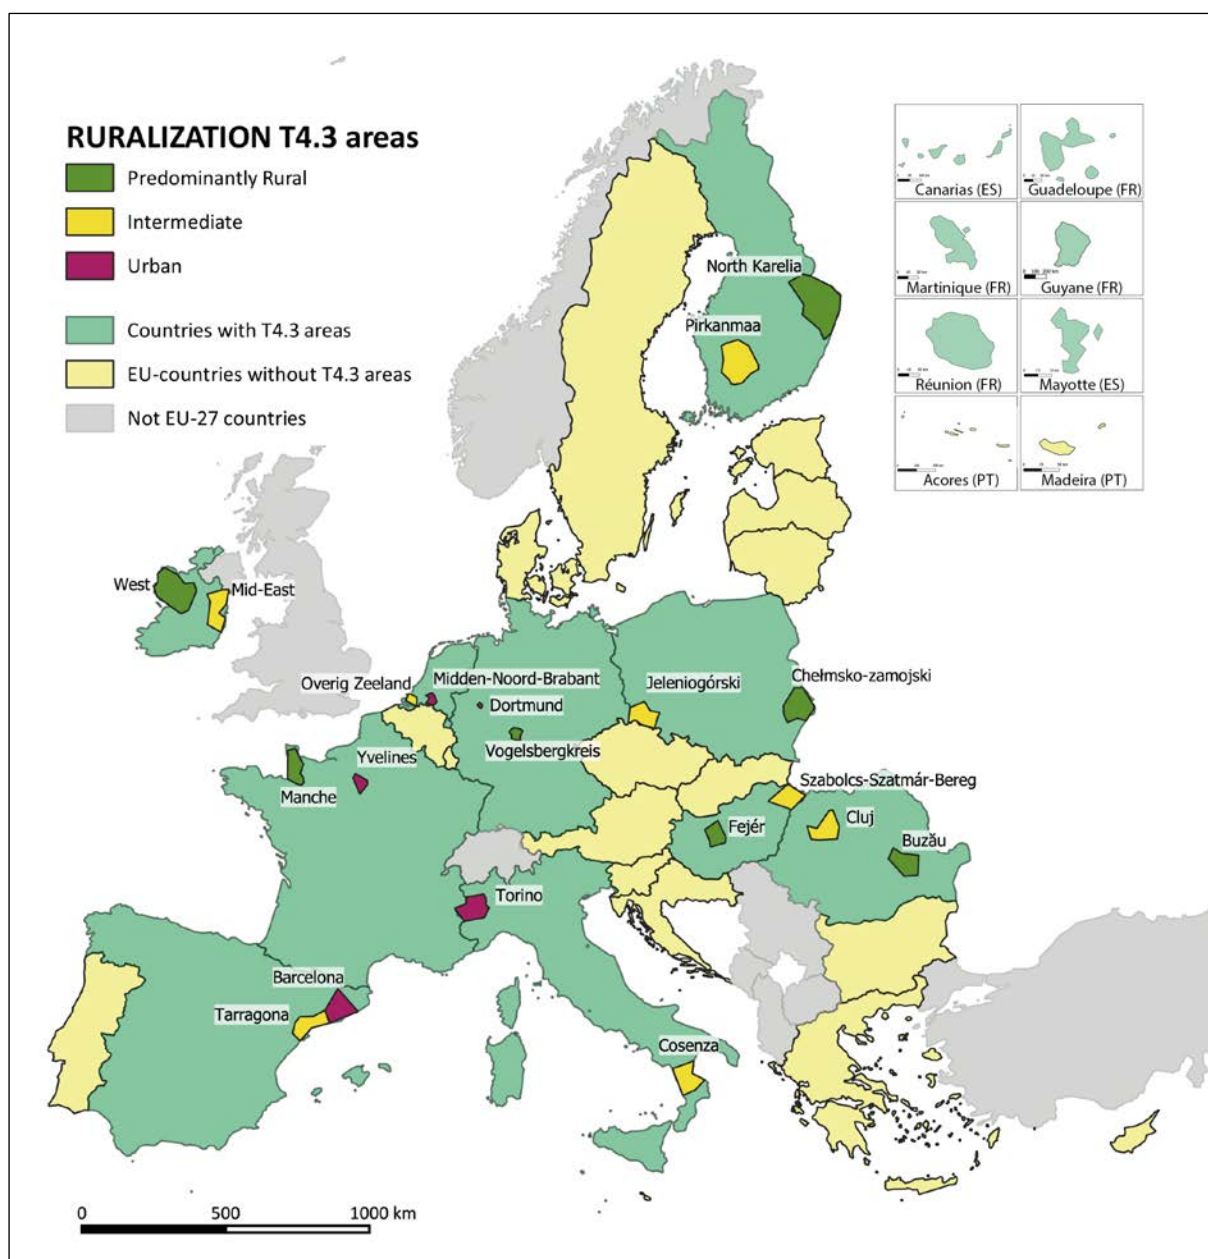 RURALIZATION T4.3 areas
Predominantly Rural
Intermediate
Urban
Countries with T4.3 areas
EU-countries without T4.3 areas
Not EU-27 countries
Canarias (ES)
Guadeloupe (FR)
Martinique (FR)
Guyane (FR)
Réunion (FR)
Mayotte (ES)
Acores (PT)
Madeira (PT)
North Karelia
Pirkanmaa
West
Mid-East
Overig Zeeland
Midden-Noord-Brabant
Dortmund
Vogelsbergkreis
Jeleniogórski
Chełmsko-zamojski
Yvelines
Manche
Szabolcs-Szatmár-Bereg
Cluj
Fejér
Buzău
Torino
Barcelona
Tarragona
Cosenza
0 500 1000 km